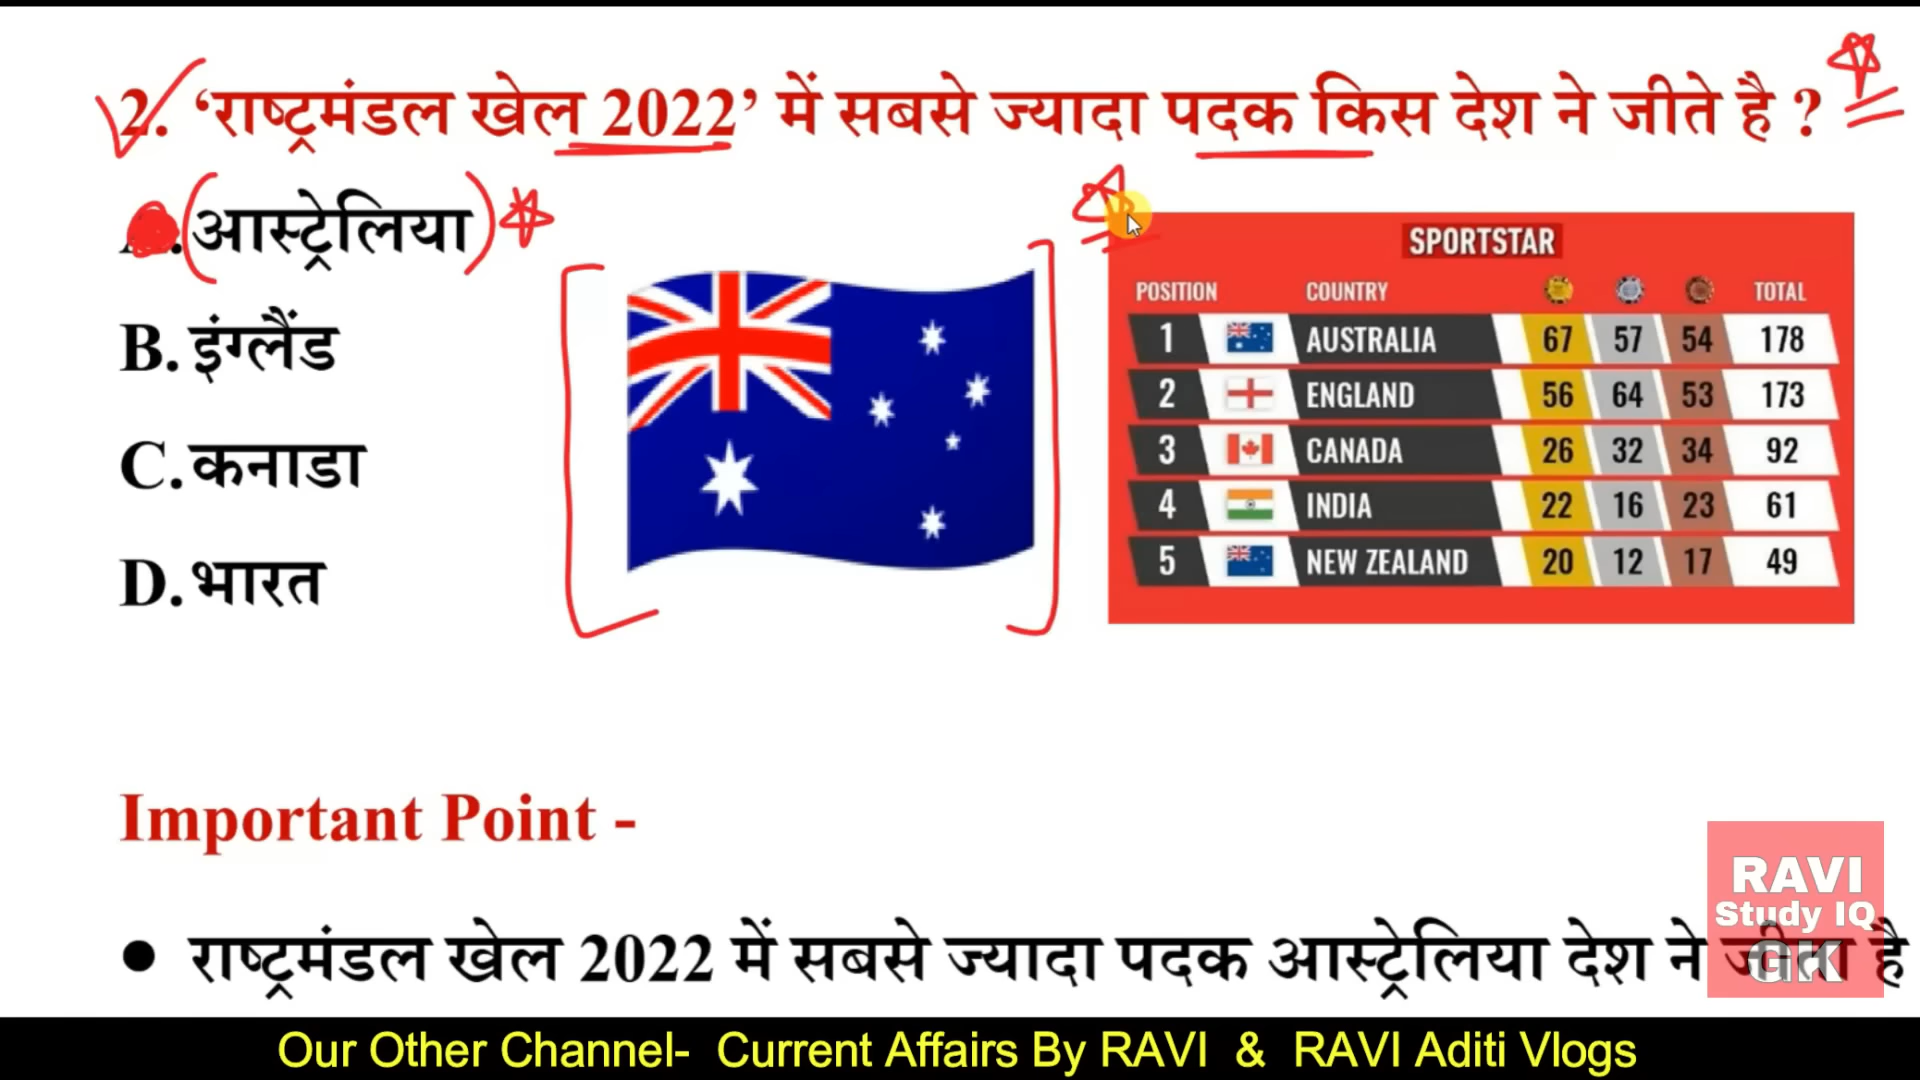 2. ‘राष्ट्रमंडल खेल 2022’ में सबसे ज्यादा पदक किस देश ने जीते है ?
A. आस्ट्रेलिया
B. इंग्लैंड
C. कनाडा
D. भारत
SPORTSTAR
POSITION COUNTRY TOTAL
1 AUSTRALIA 67 57 54 178
2 ENGLAND 56 64 53 173
3 CANADA 26 32 34 92
4 INDIA 22 16 23 61
5 NEW ZEALAND 20 12 17 49
Important Point -
● राष्ट्रमंडल खेल 2022 में सबसे ज्यादा पदक आस्ट्रेलिया देश ने जीता है
RAVI
Study IQ
GK
Our Other Channel- Current Affairs By RAVI & RAVI Aditi Vlogs